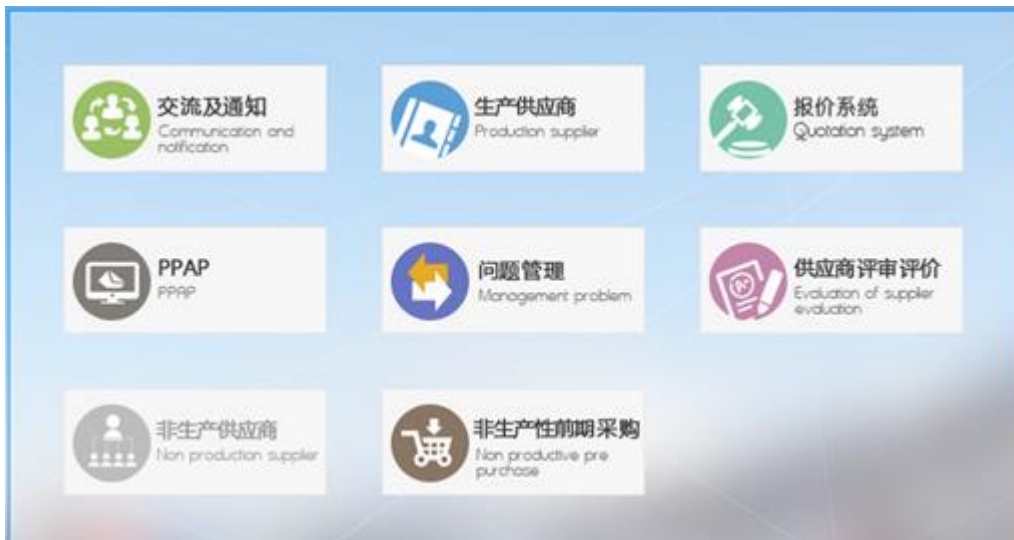 交流及通知
Communication and
notification
生产供应商
Production supplier
报价系统
Quotation system
PPAP
PPAP
问题管理
Management problem
供应商评审评价
Evaluation of supplier
evaluation
非生产供应商
Non production supplier
非生产性前期采购
Non productive pre
purchase